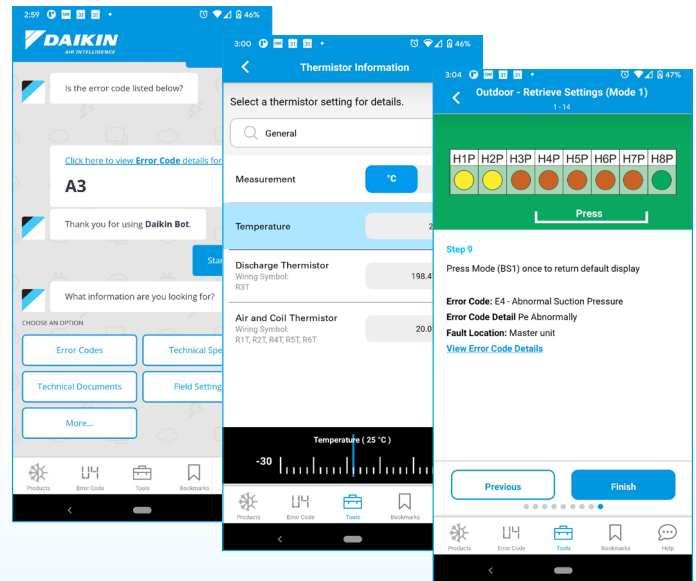 2:59
46%
DAIKIN
AIR INTELLIGENCE
Is the error code listed below?
Click here to view Error Code details for
A3
Thank you for using Daikin Bot.
Star
What information are you looking for?
CHOOSE AN OPTION
Error Codes
Technical Spe
Technical Documents
Field Setting
More...
Products
Error Code
Tools
Bookmarks
3:00
46%
Thermistor Information
Select a thermistor setting for details.
General
Measurement
°C
Temperature
2
Discharge Thermistor
Wiring Symbol:
R3T
198.4
Air and Coil Thermistor
Wiring Symbol:
R1T, R2T, R4T, R5T, R6T
20.0
Temperature ( 25 °C )
-30
Products
Error Code
Tools
Bookmarks
3:04
47%
Outdoor - Retrieve Settings (Mode 1)
1 - 14
H1P H2P H3P H4P H5P H6P H7P H8P
Press
Step 9
Press Mode (BS1) once to return default display
Error Code: E4 - Abnormal Suction Pressure
Error Code Detail Pe Abnormally
Fault Location: Master unit
View Error Code Details
Previous
Finish
Products
Error Code
Tools
Bookmarks
Help